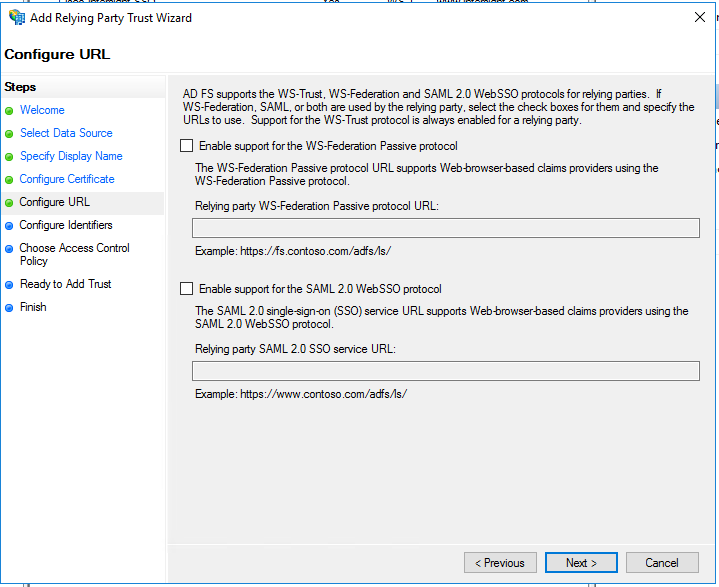 Add Relying Party Trust Wizard
Configure URL
Steps
Welcome
Select Data Source
Specify Display Name
Configure Certificate
Configure URL
Configure Identifiers
Choose Access Control
Policy
Ready to Add Trust
Finish
AD FS supports the WS-Trust, WS-Federation and SAML 2.0 WebSSO protocols for relying parties. If
WS-Federation, SAML, or both are used by the relying party, select the check boxes for them and specify the
URLs to use. Support for the WS-Trust protocol is always enabled for a relying party.
Enable support for the WS-Federation Passive protocol
The WS-Federation Passive protocol URL supports Web-browser-based claims providers using the
WS-Federation Passive protocol.
Relying party WS-Federation Passive protocol URL:
Example: https://fs.contoso.com/adfs/ls/
Enable support for the SAML 2.0 WebSSO protocol
The SAML 2.0 single-sign-on (SSO) service URL supports Web-browser-based claims providers using the
SAML 2.0 WebSSO protocol.
Relying party SAML 2.0 SSO service URL:
Example: https://www.contoso.com/adfs/ls/
< Previous
Next >
Cancel